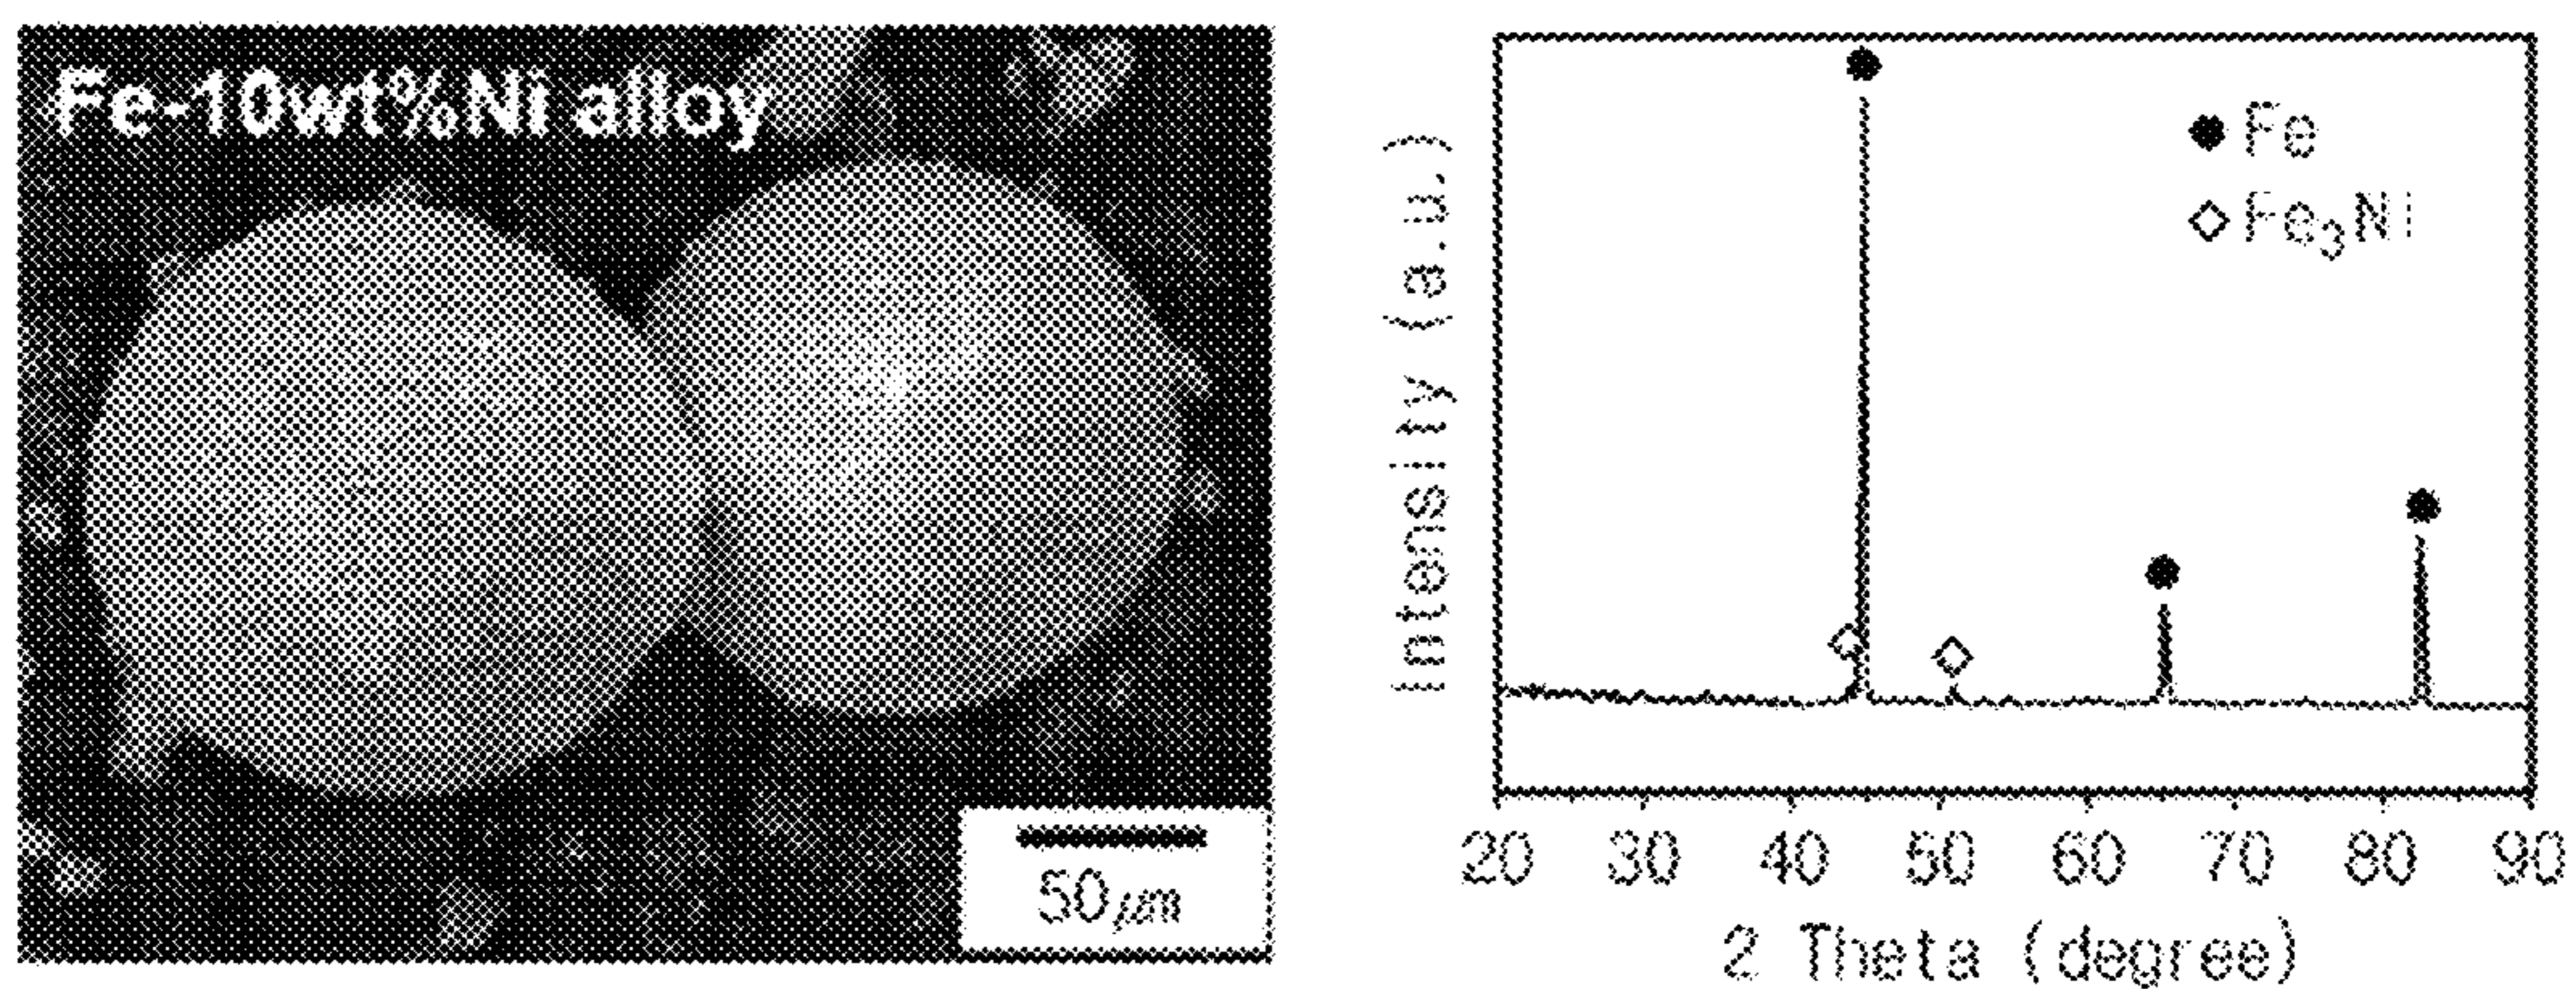 Fe-10wt%Ni alloy
50μm
Intensity (a.u.)
Fe
Fe₃Ni
20 30 40 50 60 70 80 90
2 Theta (degree)